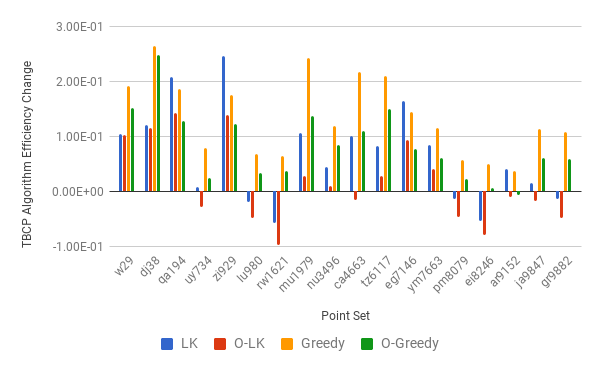 3.00E-01
2.00E-01
1.00E-01
0.00E+00
-1.00E-01
TBCP Algorithm Efficiency Change
w29
dj38
qa194
uy734
zi929
lu980
rw1621
mu1979
nu3496
ca4663
tz6117
eg7146
ym7663
pm8079
ei8246
ar9152
ja9847
gr9882
Point Set
LK O-LK Greedy O-Greedy